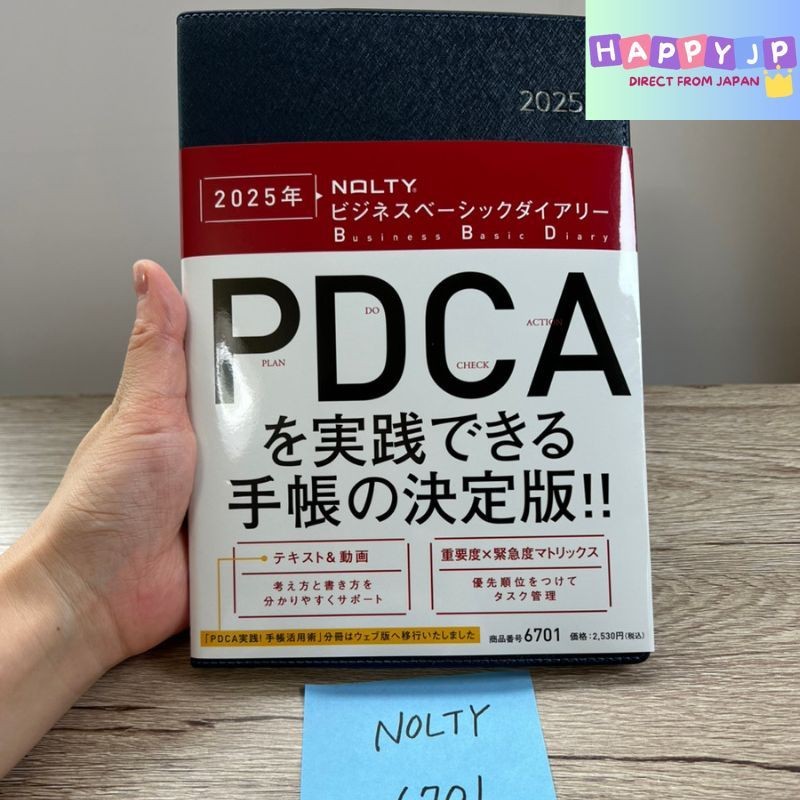 HAPPY JP
DIRECT FROM JAPAN
2025
2025年
NOLTY®
ビジネスベーシックダイアリー
Business Basic Diary
PDCA
PLAN
DO
CHECK
ACTION
を実践できる
手帳の決定版!!
テキスト&動画
考え方と書き方を
分かりやすくサポート
重要度×緊急度マトリックス
優先順位をつけて
タスク管理
「PDCA実践! 手帳活用術」分冊はウェブ版へ移行いたしました
商品番号6701 価格:2,530円(税込)
NOLTY
6701